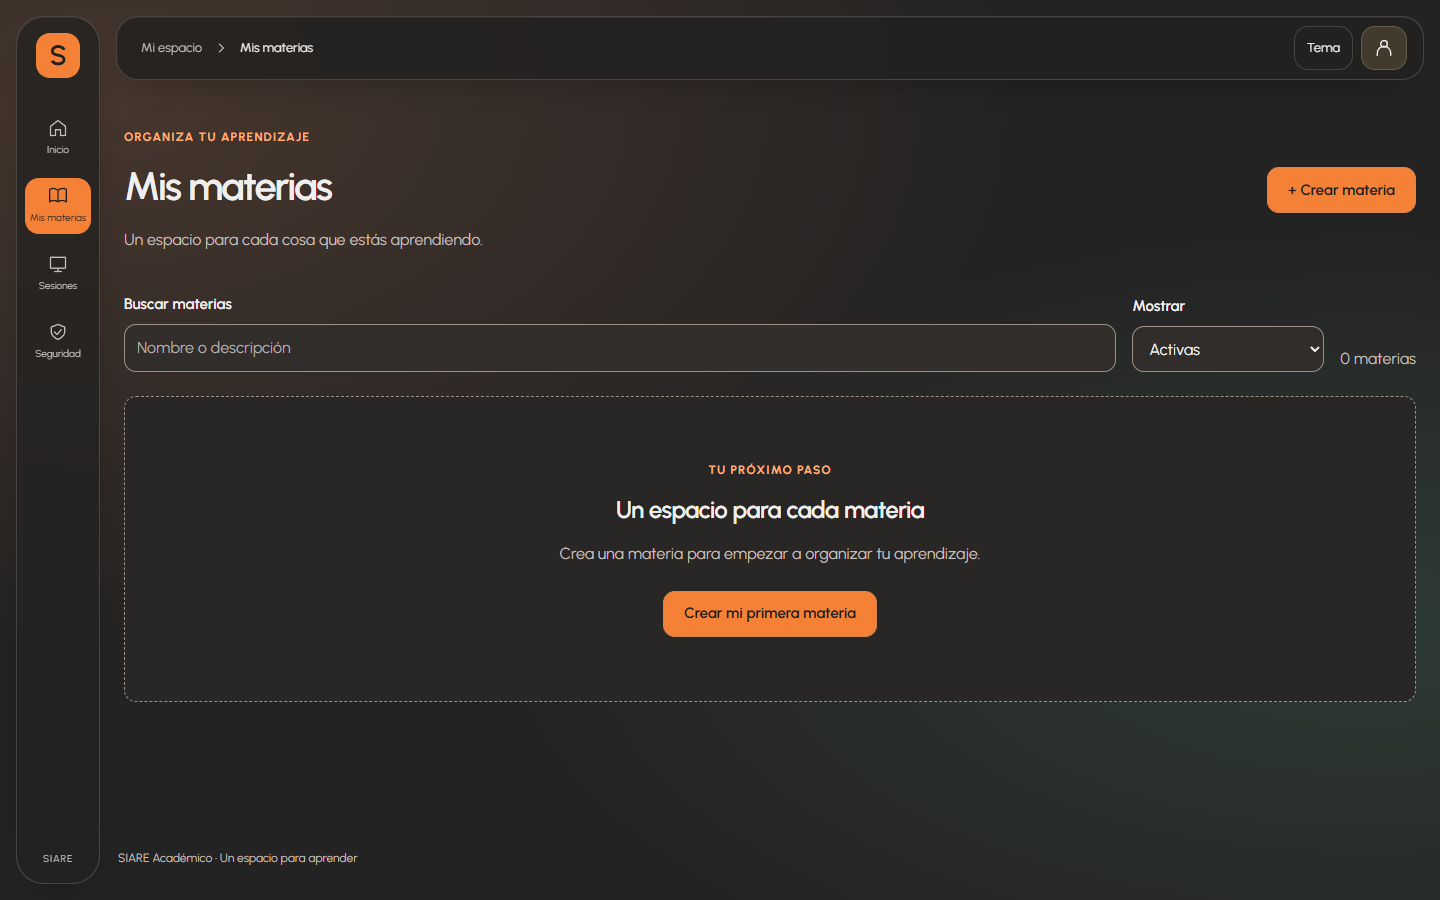 S
Inicio
Mis materias
Sesiones
Seguridad
SIARE
Mi espacio > Mis materias
Tema
ORGANIZA TU APRENDIZAJE
Mis materias
+ Crear materia
Un espacio para cada cosa que estás aprendiendo.
Buscar materias
Nombre o descripción
Mostrar
Activas
0 materias
TU PRÓXIMO PASO
Un espacio para cada materia
Crea una materia para empezar a organizar tu aprendizaje.
Crear mi primera materia
SIARE Académico · Un espacio para aprender